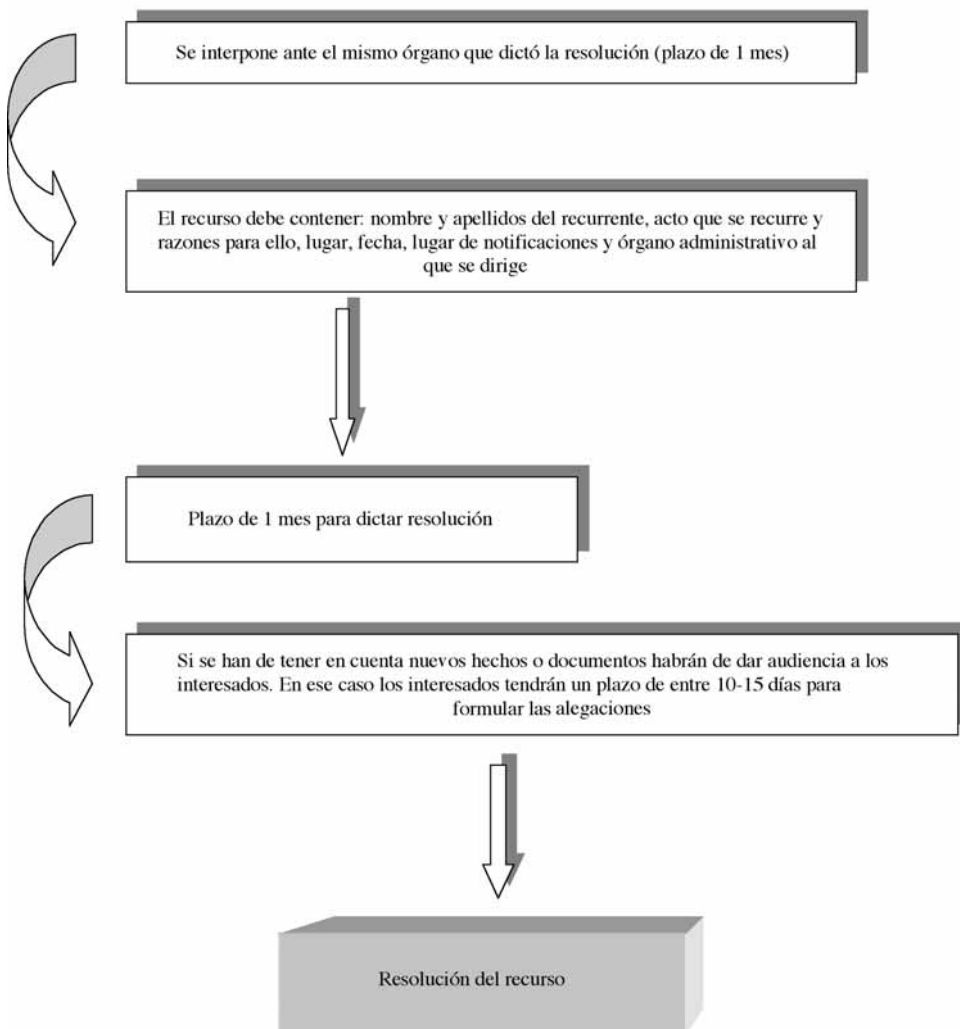 Se interpone ante el mismo órgano que dictó la resolución (plazo de 1 mes)
El recurso debe contener: nombre y apellidos del recurrente, acto que se recurre y
razones para ello, lugar, fecha, lugar de notificaciones y órgano administrativo al
que se dirige
Plazo de 1 mes para dictar resolución
Si se han de tener en cuenta nuevos hechos o documentos habrán de dar audiencia a los
interesados. En ese caso los interesados tendrán un plazo de entre 10-15 días para
formular las alegaciones
Resolución del recurso